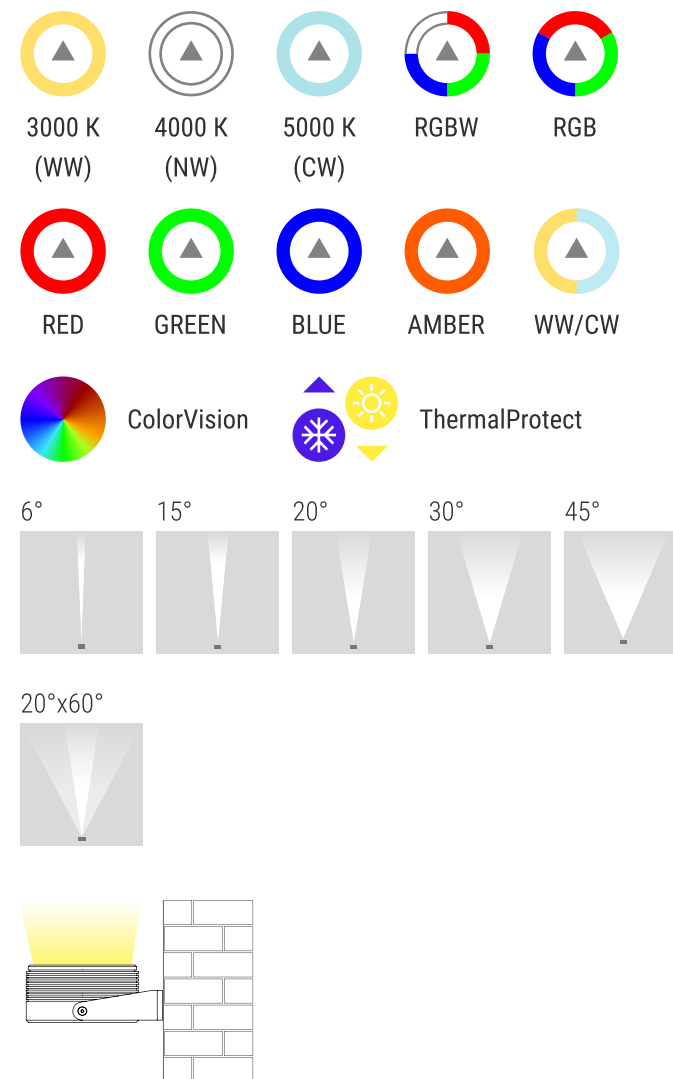 3000 K
4000 K
5000 K
RGBW
RGB
(WW)
(NW)
(CW)
RED
GREEN
BLUE
AMBER
WW/CW
ColorVision
ThermalProtect
6°
15°
20°
30°
45°
20°x60°